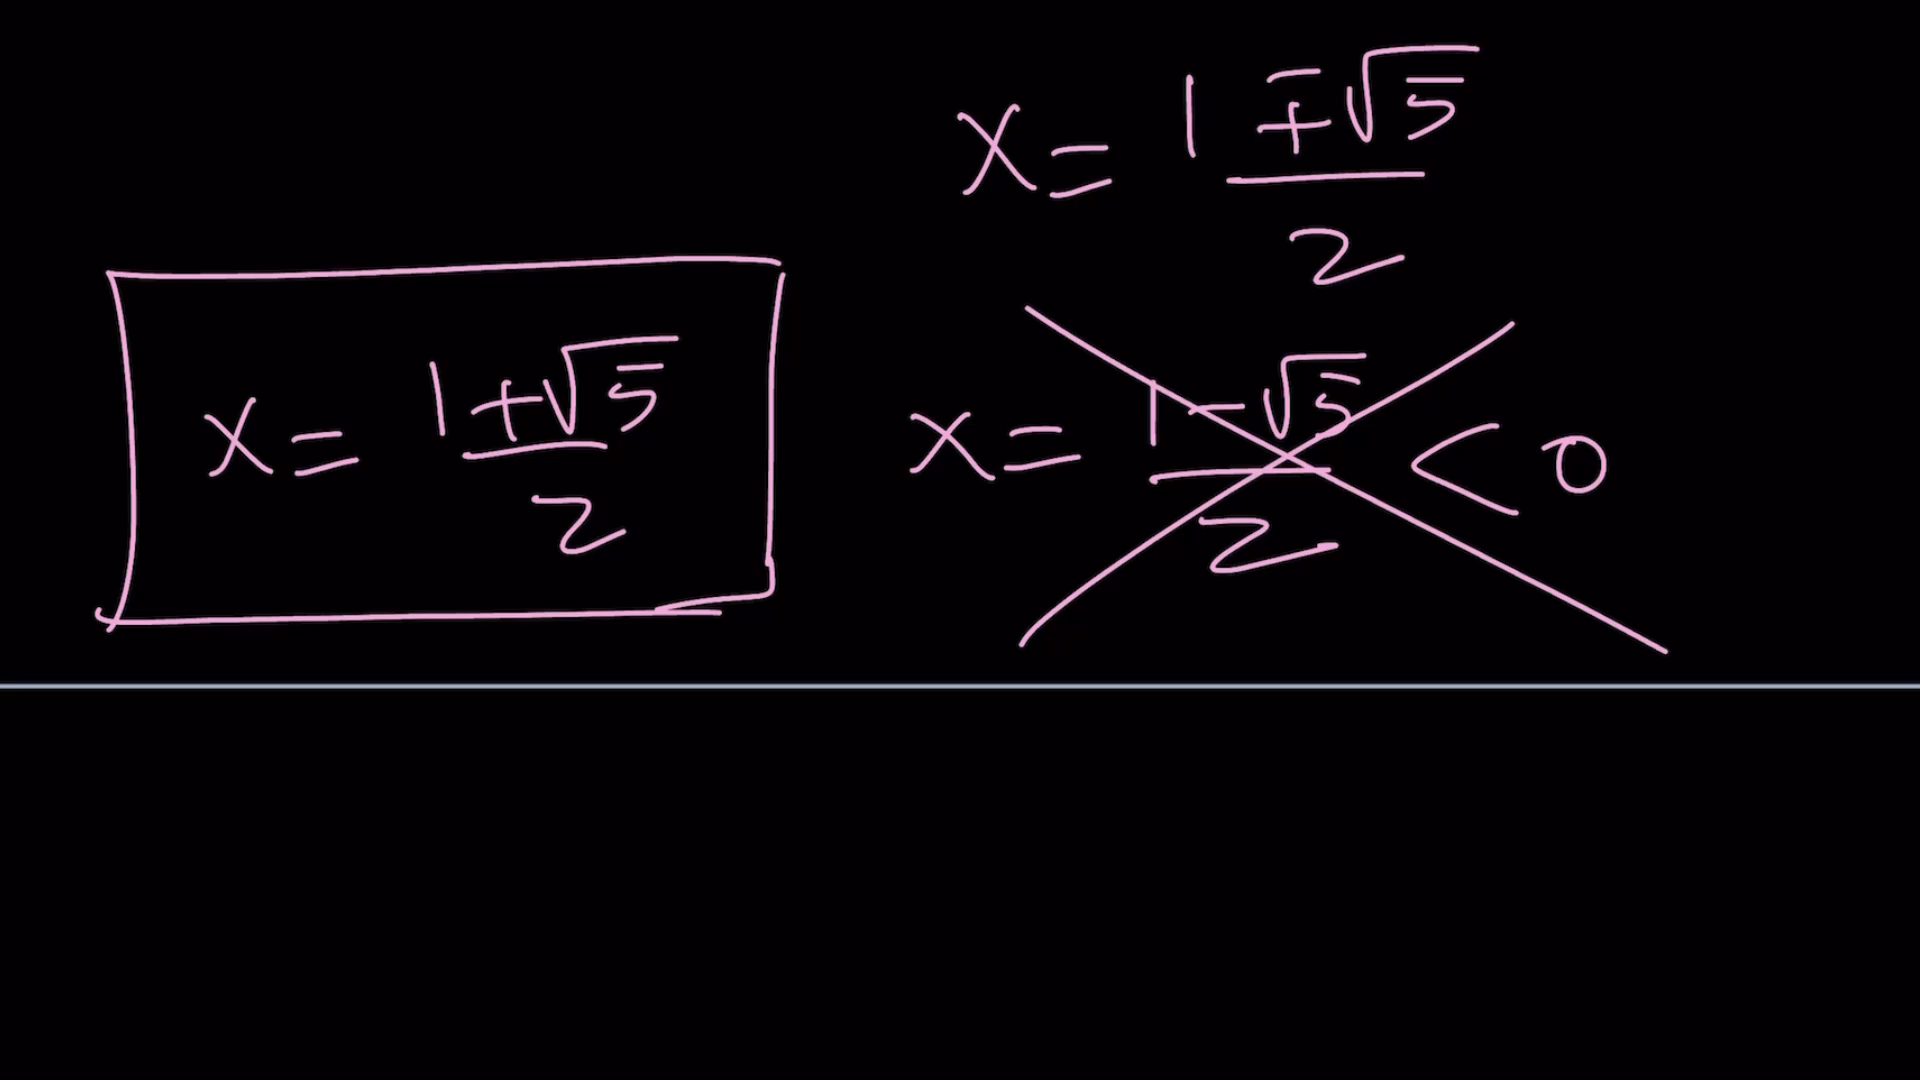 x = (1 ∓ √5)/2
x = (1 + √5)/2
x = (1 - √5)/2 < 0